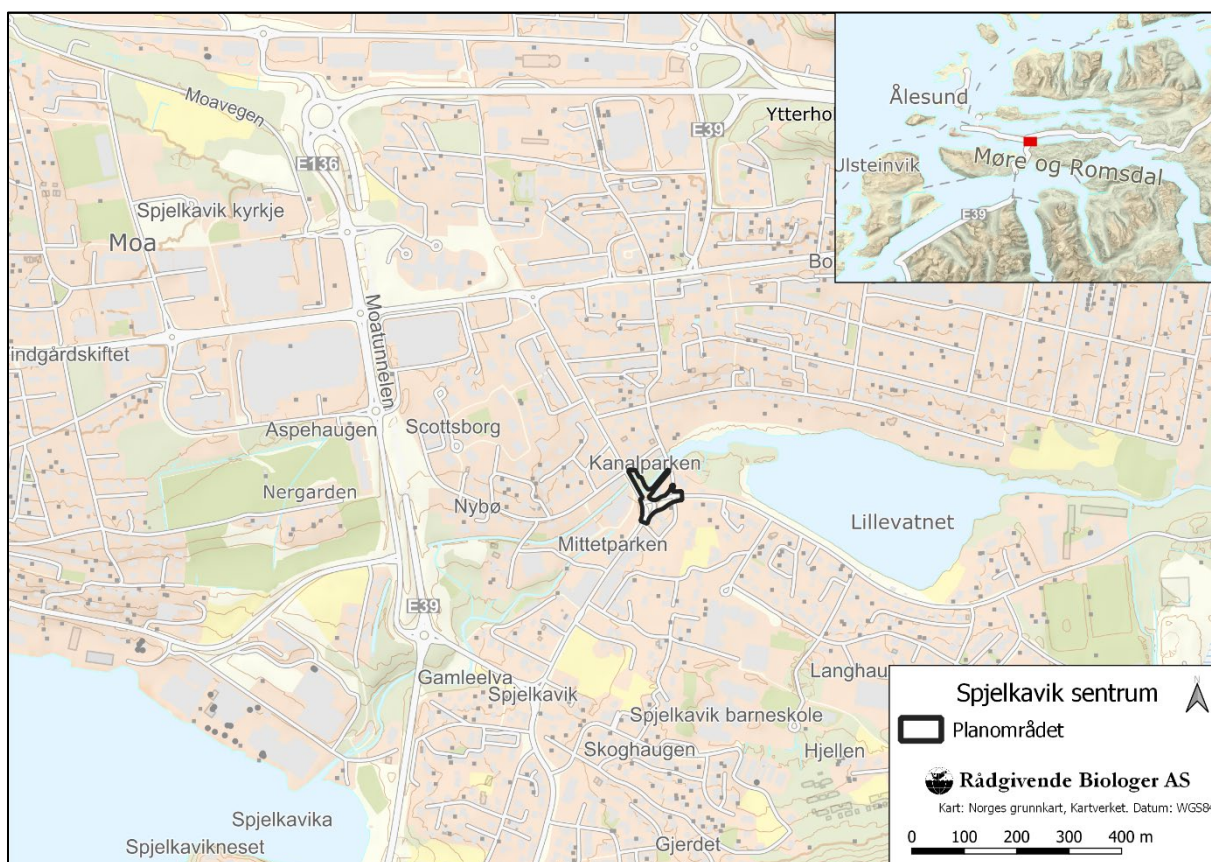 Moavegen
E136
Spjelkavik kyrkje
Moa
indgårdskiftet
Moatunnelen
E39
Ytterho
Bo
Aspehaugen
Scottsborg
Nergarden
Nybø
Kanalparken
Mittetparken
Lillevatnet
E39
Gamleelva
Spjelkavik
Langhau
Spjelkavik barneskole
Skoghaugen
Hjellen
Spjelkavika
Spjelkavikneset
Gjerdet
Ålesund
Ulsteinvik
Møre og Romsdal
E39
Spjelkavik sentrum
N
Planområdet
Rådgivende Biologer AS
Kart: Norges grunnkart, Kartverket. Datum: WGS84
0 100 200 300 400 m